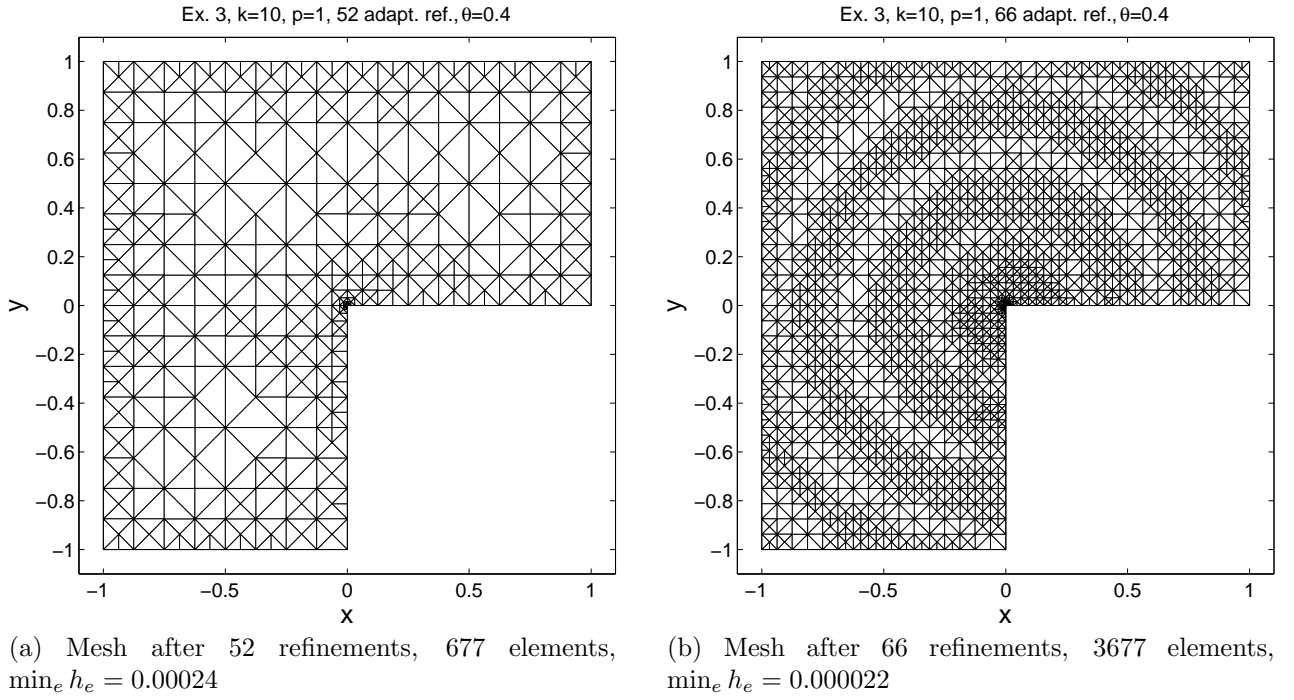 Ex. 3, k=10, p=1, 52 adapt. ref.,θ=0.4
1
0.8
0.6
0.4
0.2
0
−0.2
−0.4
−0.6
−0.8
−1
y
−1 −0.5 0 0.5 1
x
(a) Mesh after 52 refinements, 677 elements,
min_e h_e = 0.00024
Ex. 3, k=10, p=1, 66 adapt. ref.,θ=0.4
1
0.8
0.6
0.4
0.2
0
−0.2
−0.4
−0.6
−0.8
−1
y
−1 −0.5 0 0.5 1
x
(b) Mesh after 66 refinements, 3677 elements,
min_e h_e = 0.000022